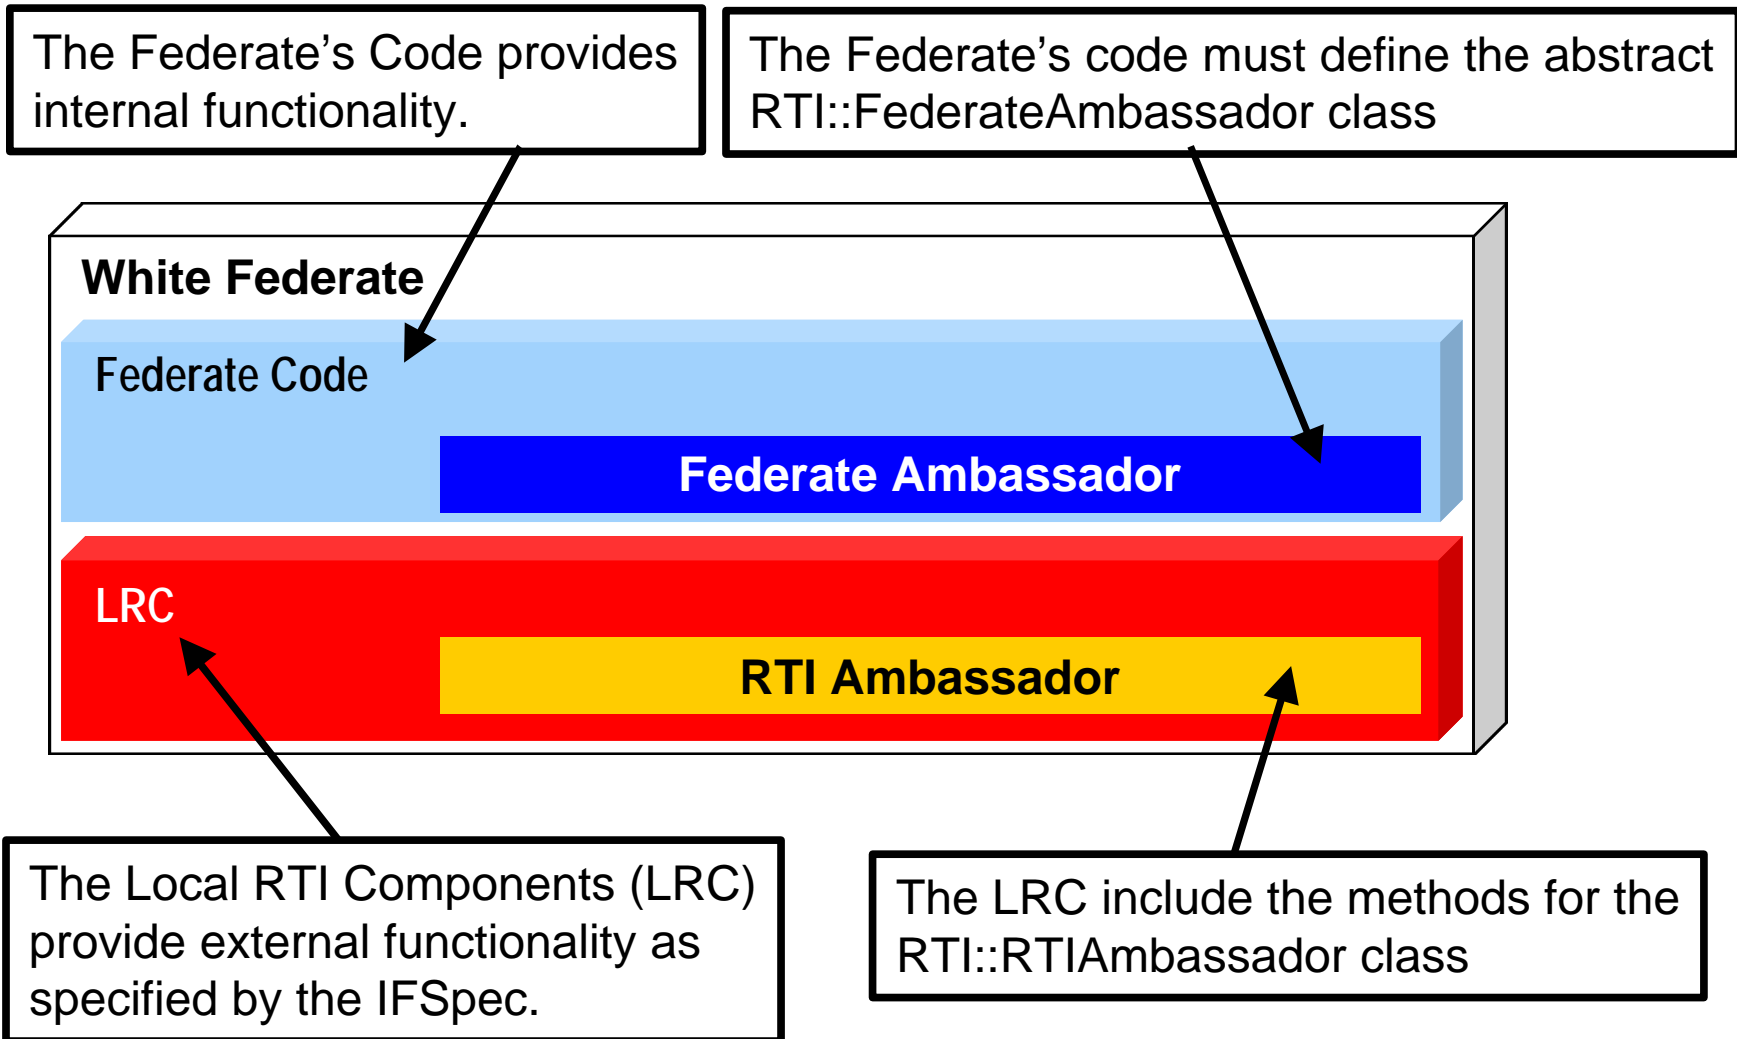 The Federate’s Code provides
internal functionality.
The Federate’s code must define the abstract
RTI::FederateAmbassador class
White Federate
Federate Code
Federate Ambassador
LRC
RTI Ambassador
The Local RTI Components (LRC)
provide external functionality as
specified by the IFSpec.
The LRC include the methods for the
RTI::RTIAmbassador class